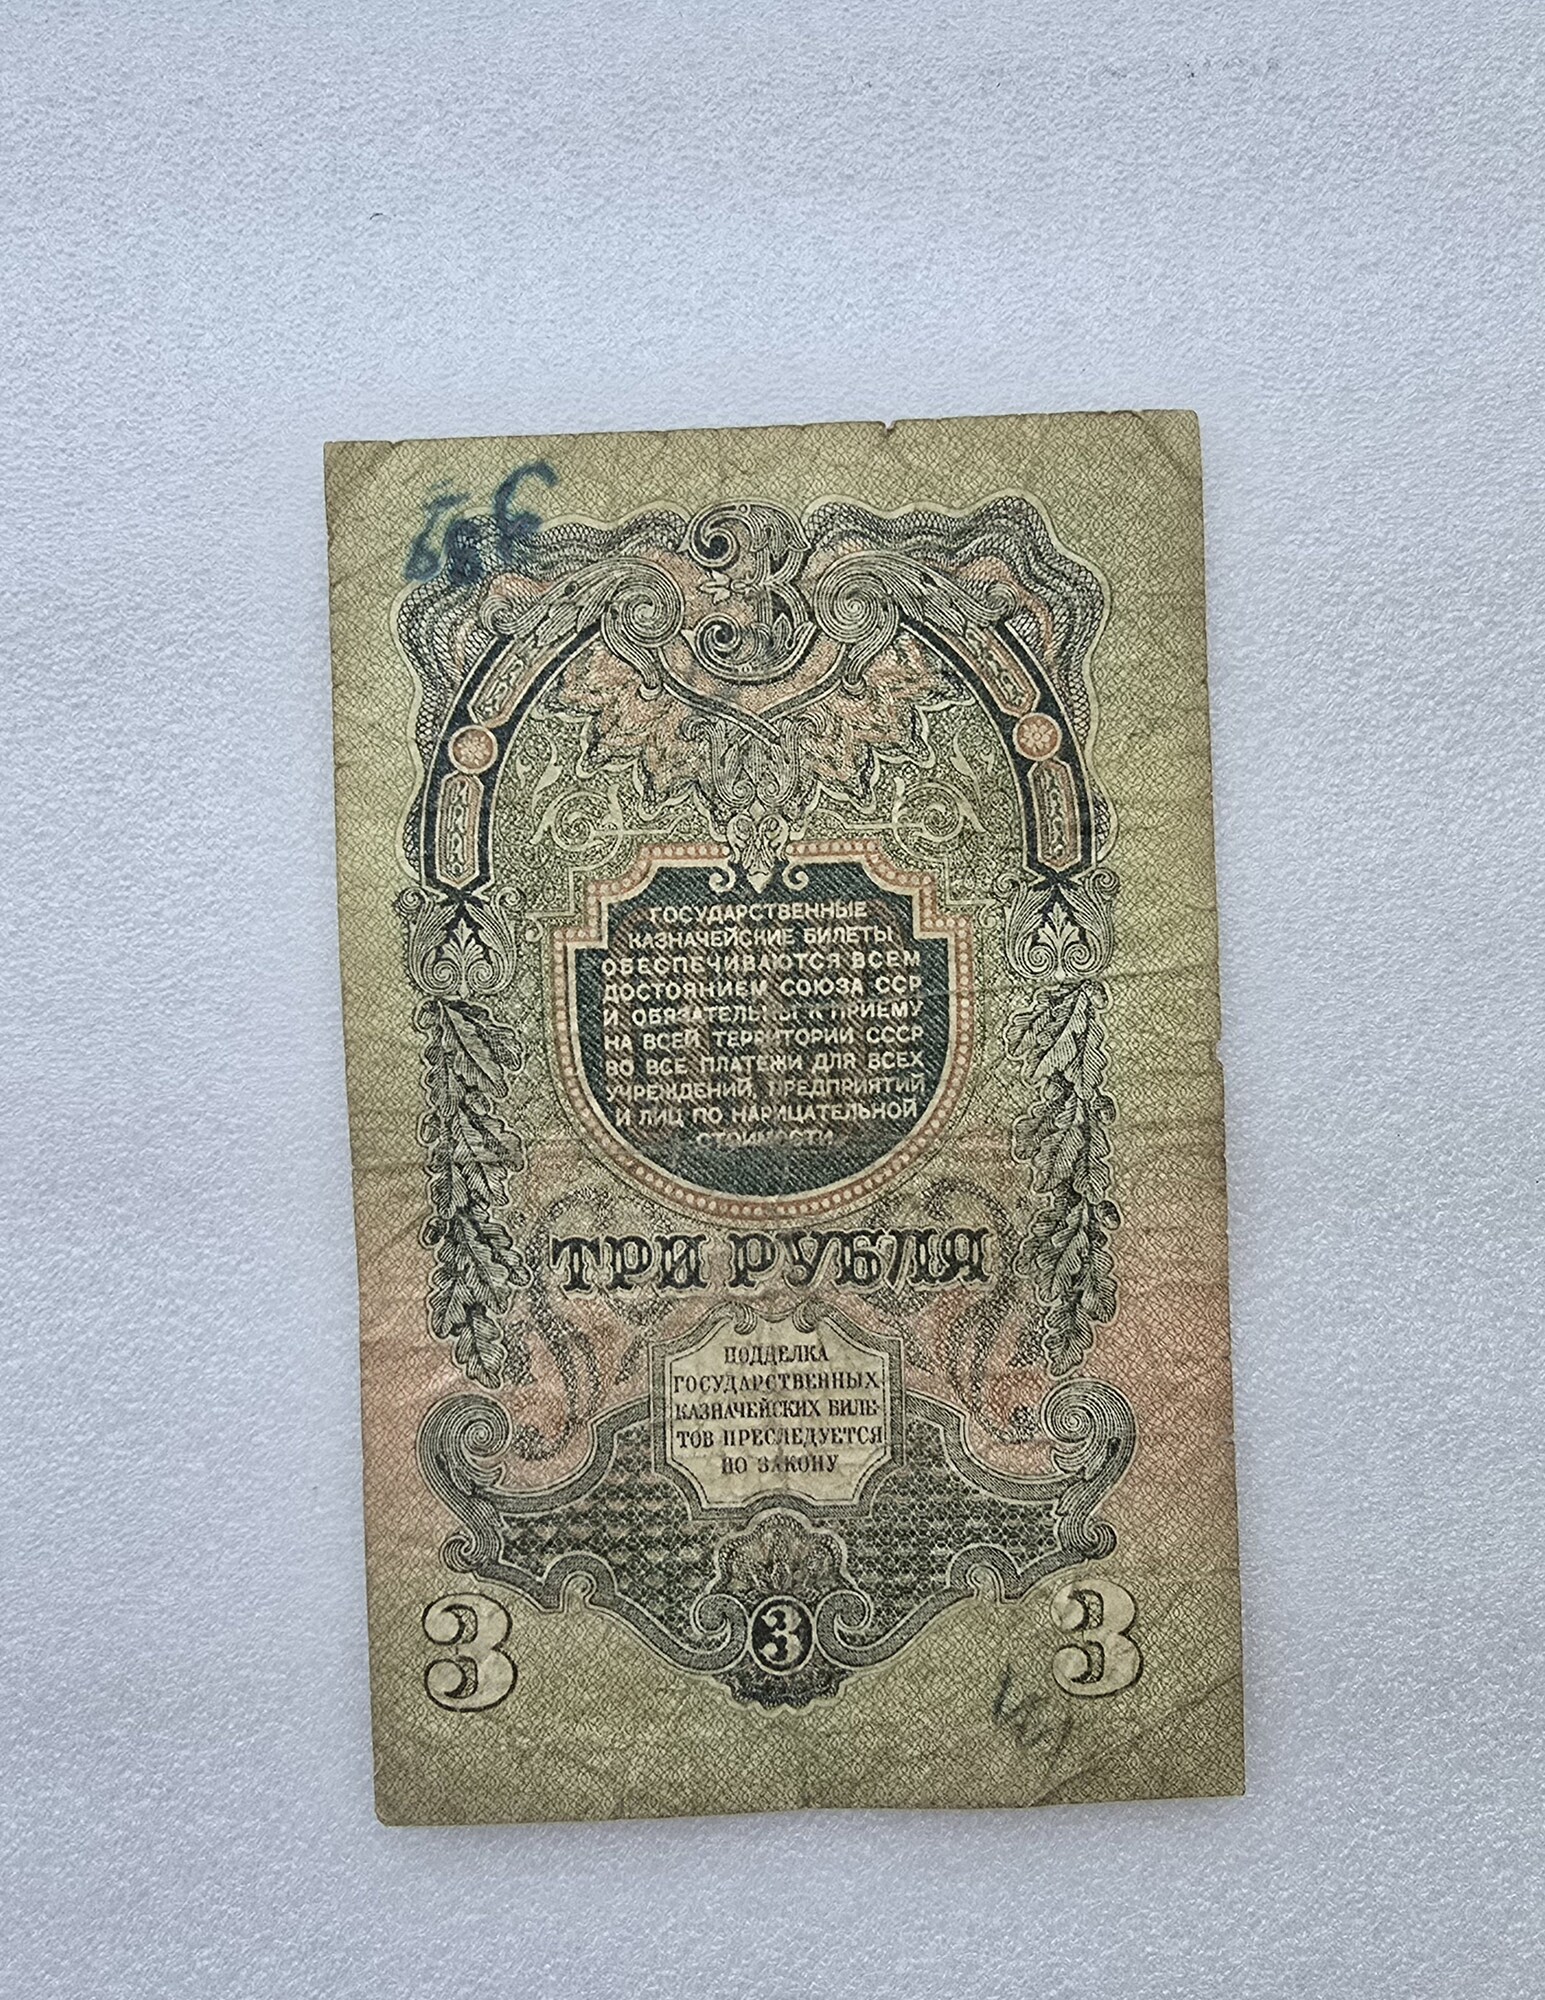 3
ГОСУДАРСТВЕННЫЕ
КАЗНАЧЕЙСКИЕ БИЛЕТЫ
ОБЕСПЕЧИВАЮТСЯ ВСЕМ
ДОСТОЯНИЕМ СОЮЗА ССР
И ОБЯЗАТЕЛЬНЫ К ПРИЕМУ
НА ВСЕЙ ТЕРРИТОРИИ СССР
ВО ВСЕ ПЛАТЕЖИ ДЛЯ ВСЕХ
УЧРЕЖДЕНИЙ, ПРЕДПРИЯТИЙ
И ЛИЦ ПО НАРИЦАТЕЛЬНОЙ
СТОИМОСТИ
ТРИ РУБЛЯ
ПОДДЕЛКА
ГОСУДАРСТВЕННЫХ
КАЗНАЧЕЙСКИХ БИЛЕ-
ТОВ ПРЕСЛЕДУЕТСЯ
ПО ЗАКОНУ
3 3 3